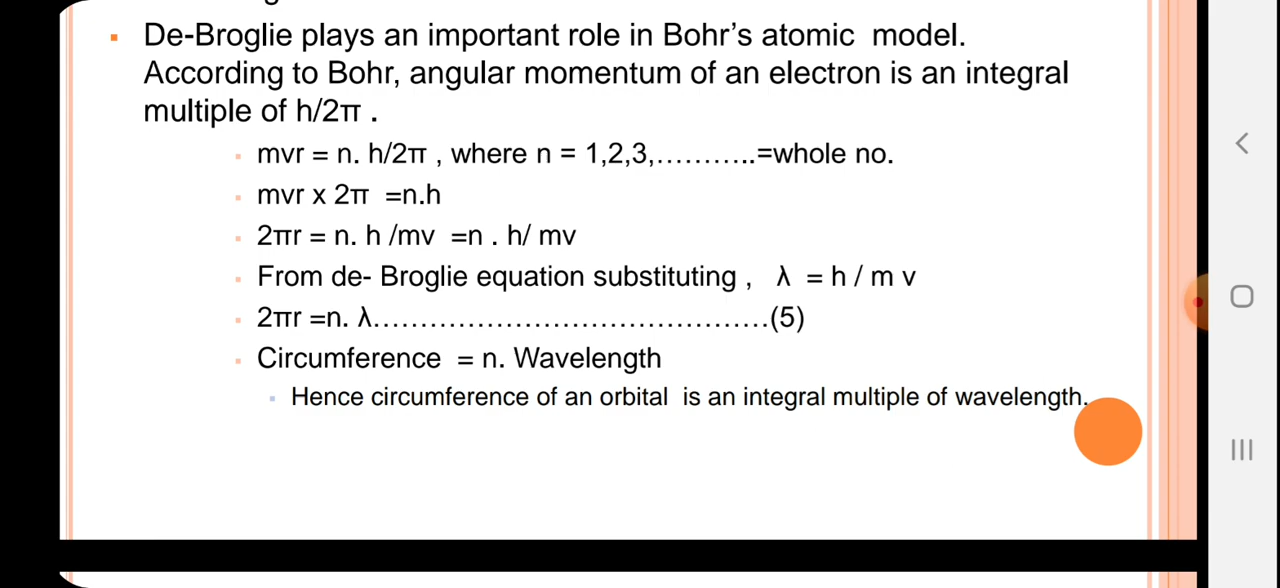 De-Broglie plays an important role in Bohr's atomic model.
According to Bohr, angular momentum of an electron is an integral
multiple of h/2π .
mvr = n. h/2π , where n = 1,2,3,………..=whole no.
mvr x 2π =n.h
2πr = n. h /mv =n . h/ mv
From de- Broglie equation substituting , λ = h / m v
2πr =n. λ……………………………………(5)
Circumference = n. Wavelength
Hence circumference of an orbital is an integral multiple of wavelength.